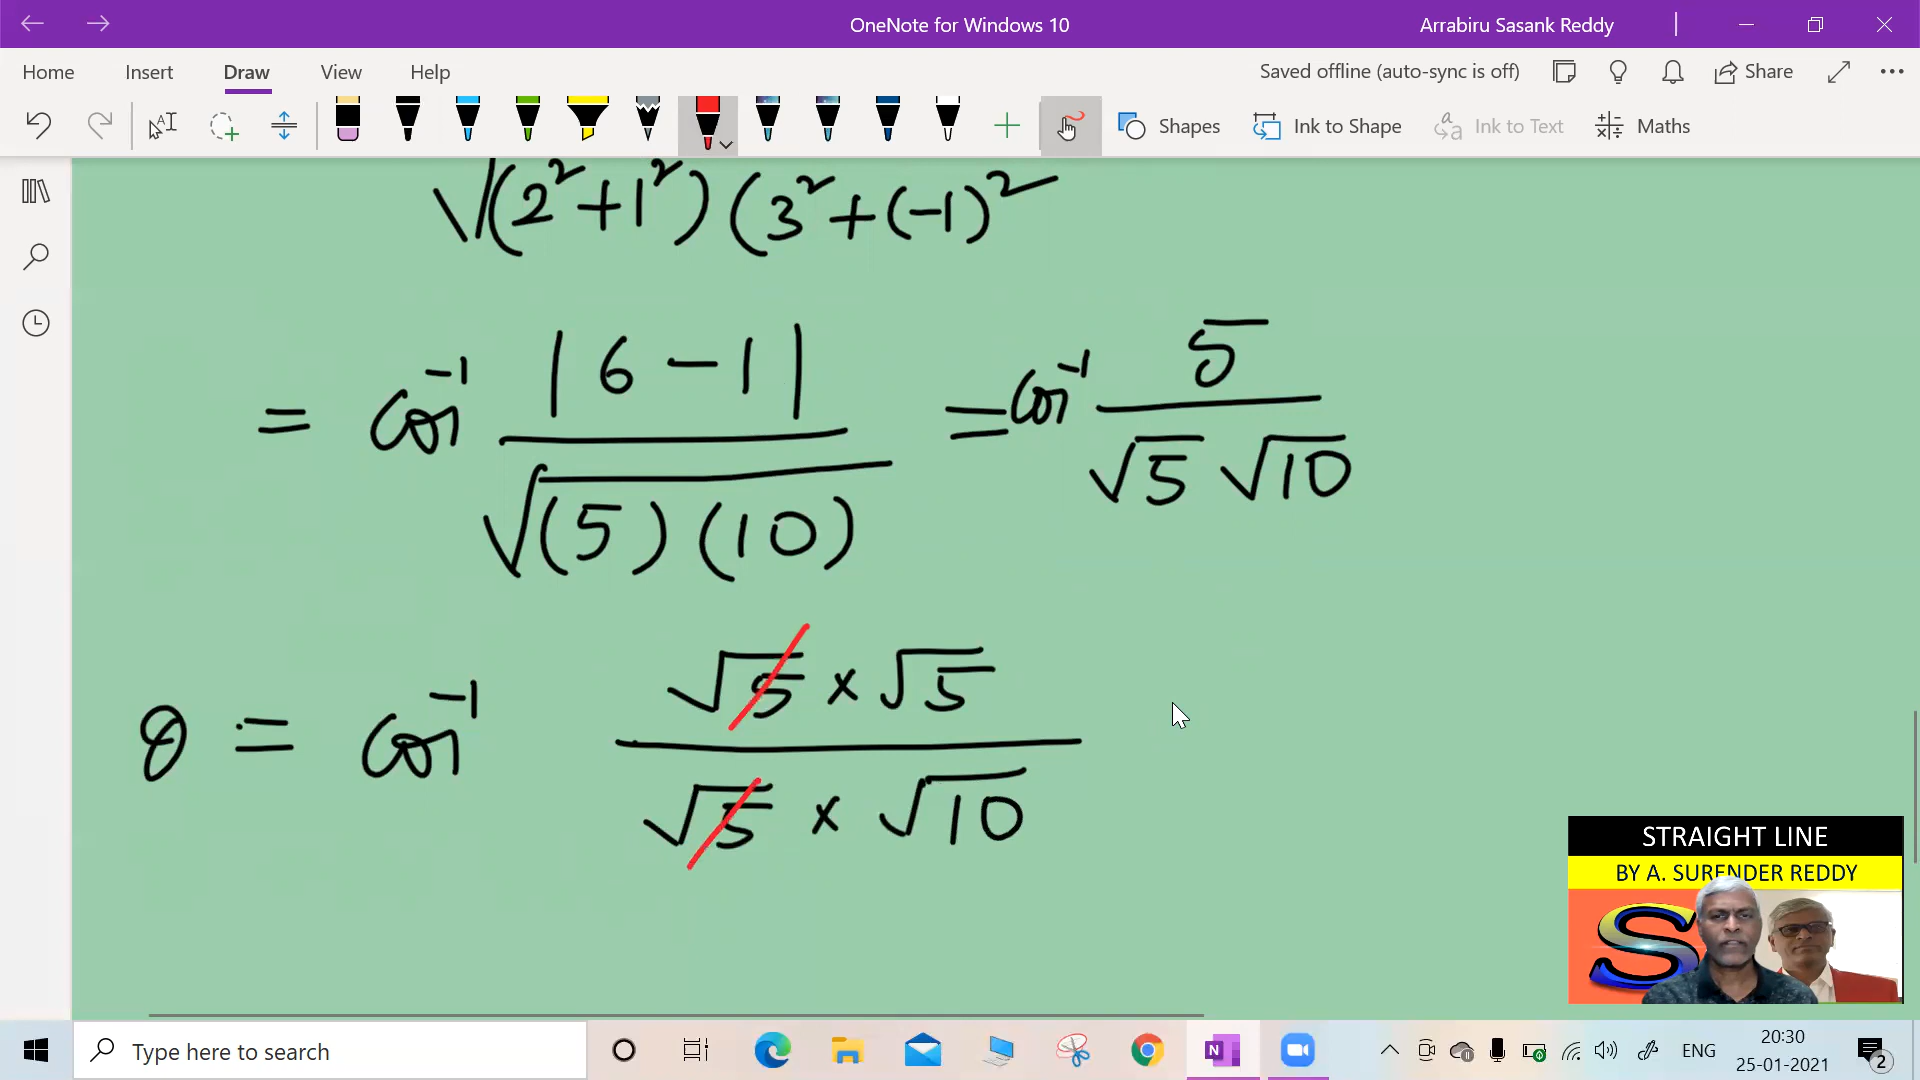 OneNote for Windows 10
Arrabiru Sasank Reddy
Home Insert Draw View Help
Saved offline (auto-sync is off)
Share
Shapes
Ink to Shape
Ink to Text
Maths
√(2²+1²)(3²+(-1)²
= cos⁻¹ |6-1| / √(5)(10) = cos⁻¹ 5 / √5 √10
θ = cos⁻¹ √5 × √5 / √5 × √10
STRAIGHT LINE
BY A. SURENDER REDDY
S
Type here to search
ENG
20:30
25-01-2021
2